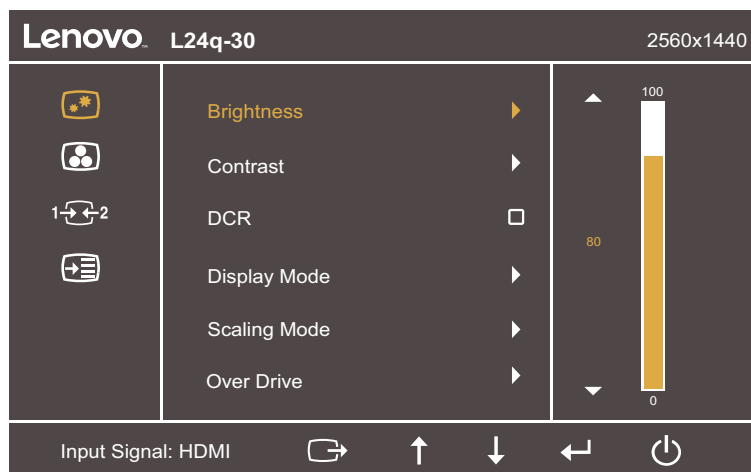 Lenovo™ L24q-30 2560x1440
Brightness
100
Contrast
1 2
DCR
80
Display Mode
Scaling Mode
Over Drive
0
Input Signal: HDMI